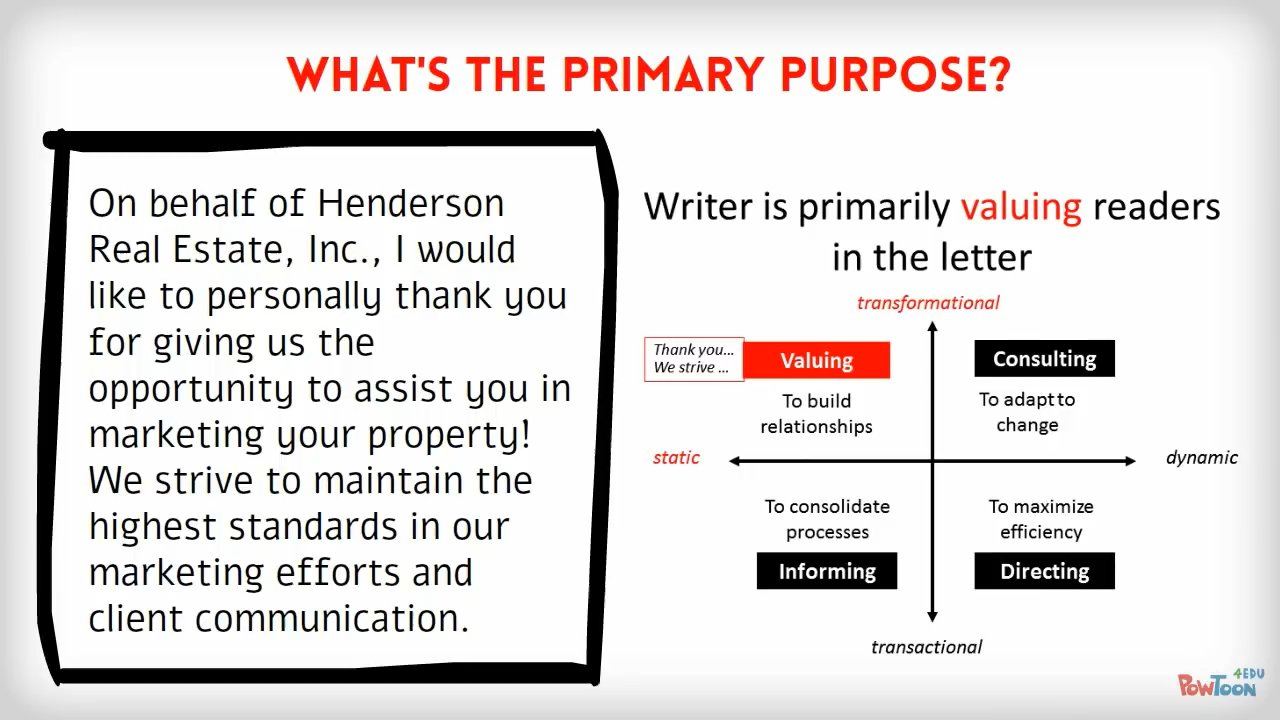 WHAT'S THE PRIMARY PURPOSE?
On behalf of Henderson
Real Estate, Inc., I would
like to personally thank you
for giving us the
opportunity to assist you in
marketing your property!
We strive to maintain the
highest standards in our
marketing efforts and
client communication.
Writer is primarily valuing readers
in the letter
transformational
Thank you...
We strive ...
Valuing
To build
relationships
Consulting
To adapt to
change
static
dynamic
To consolidate
processes
Informing
To maximize
efficiency
Directing
transactional
POWTOON
4EDU